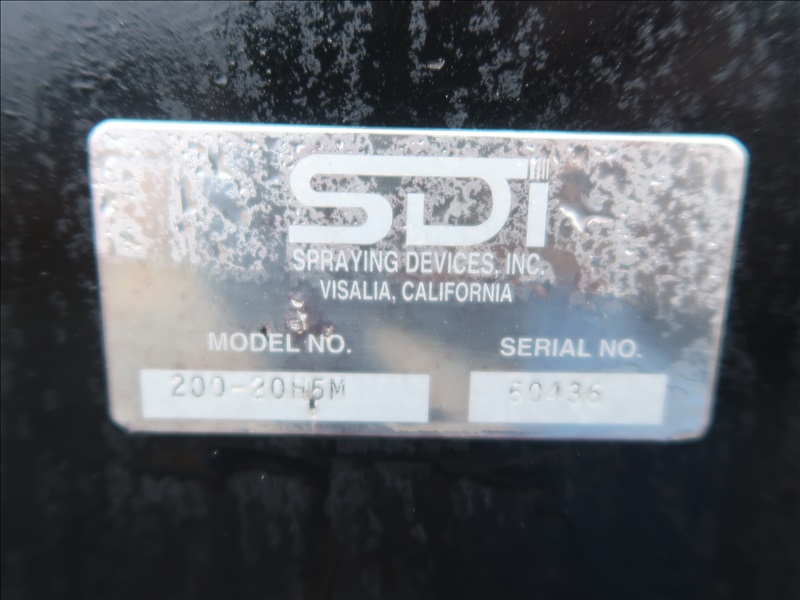 SDI
SPRAYING DEVICES, INC.
VISALIA, CALIFORNIA
MODEL NO. SERIAL NO.
200-20H5M 50436